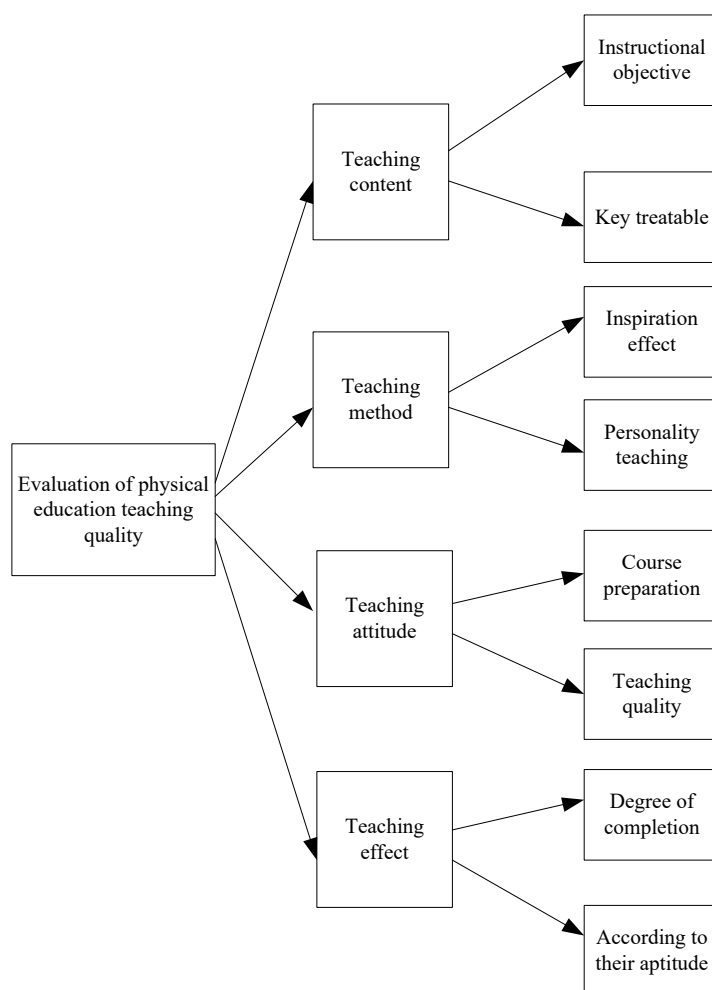 Evaluation of physical
education teaching
quality
Teaching
content
Instructional
objective
Key treatable
Teaching
method
Inspiration
effect
Personality
teaching
Teaching
attitude
Course
preparation
Teaching
quality
Teaching
effect
Degree of
completion
According to
their aptitude